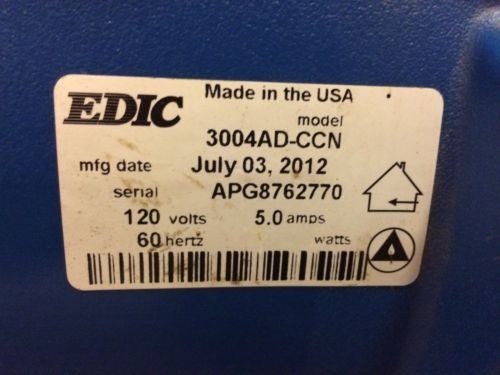 EDIC Made in the USA
model
3004AD-CCN
mfg date July 03, 2012
serial APG8762770
120 volts 5.0 amps
60 hertz watts